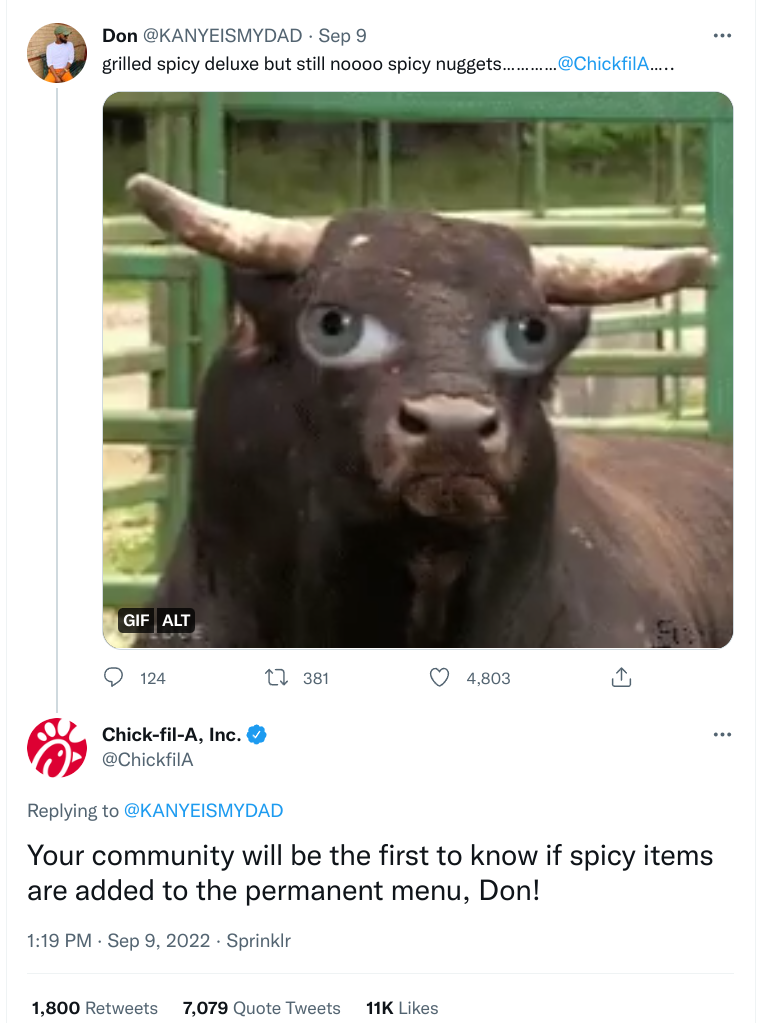 Don @KANYEISMYDAD · Sep 9
grilled spicy deluxe but still noooo spicy nuggets............@ChickfilA.....
GIF ALT
124 381 4,803
Chick-fil-A, Inc.
@ChickfilA
Replying to @KANYEISMYDAD
Your community will be the first to know if spicy items
are added to the permanent menu, Don!
1:19 PM · Sep 9, 2022 · Sprinklr
1,800 Retweets 7,079 Quote Tweets 11K Likes